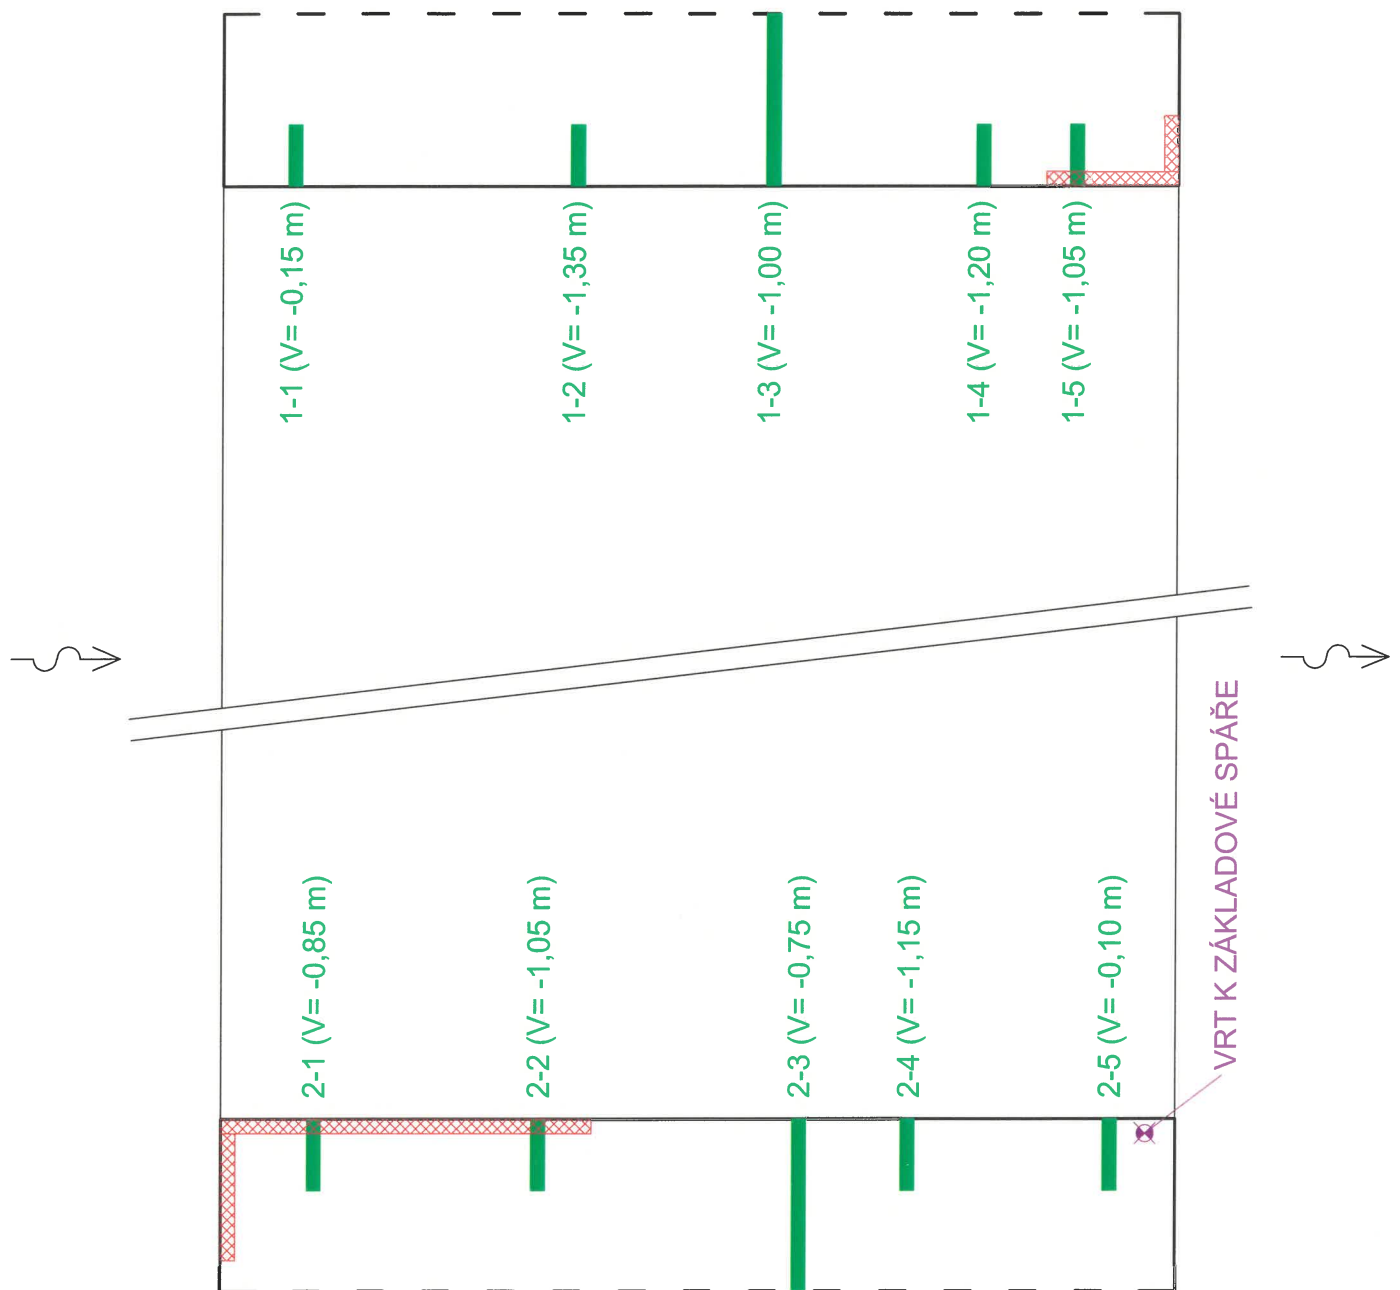 1-1 (V= -0,15 m)
1-2 (V= -1,35 m)
1-3 (V= -1,00 m)
1-4 (V= -1,20 m)
1-5 (V= -1,05 m)
2-1 (V= -0,85 m)
2-2 (V= -1,05 m)
2-3 (V= -0,75 m)
2-4 (V= -1,15 m)
2-5 (V= -0,10 m)
VRT K ZÁKLADOVÉ SPÁŘE